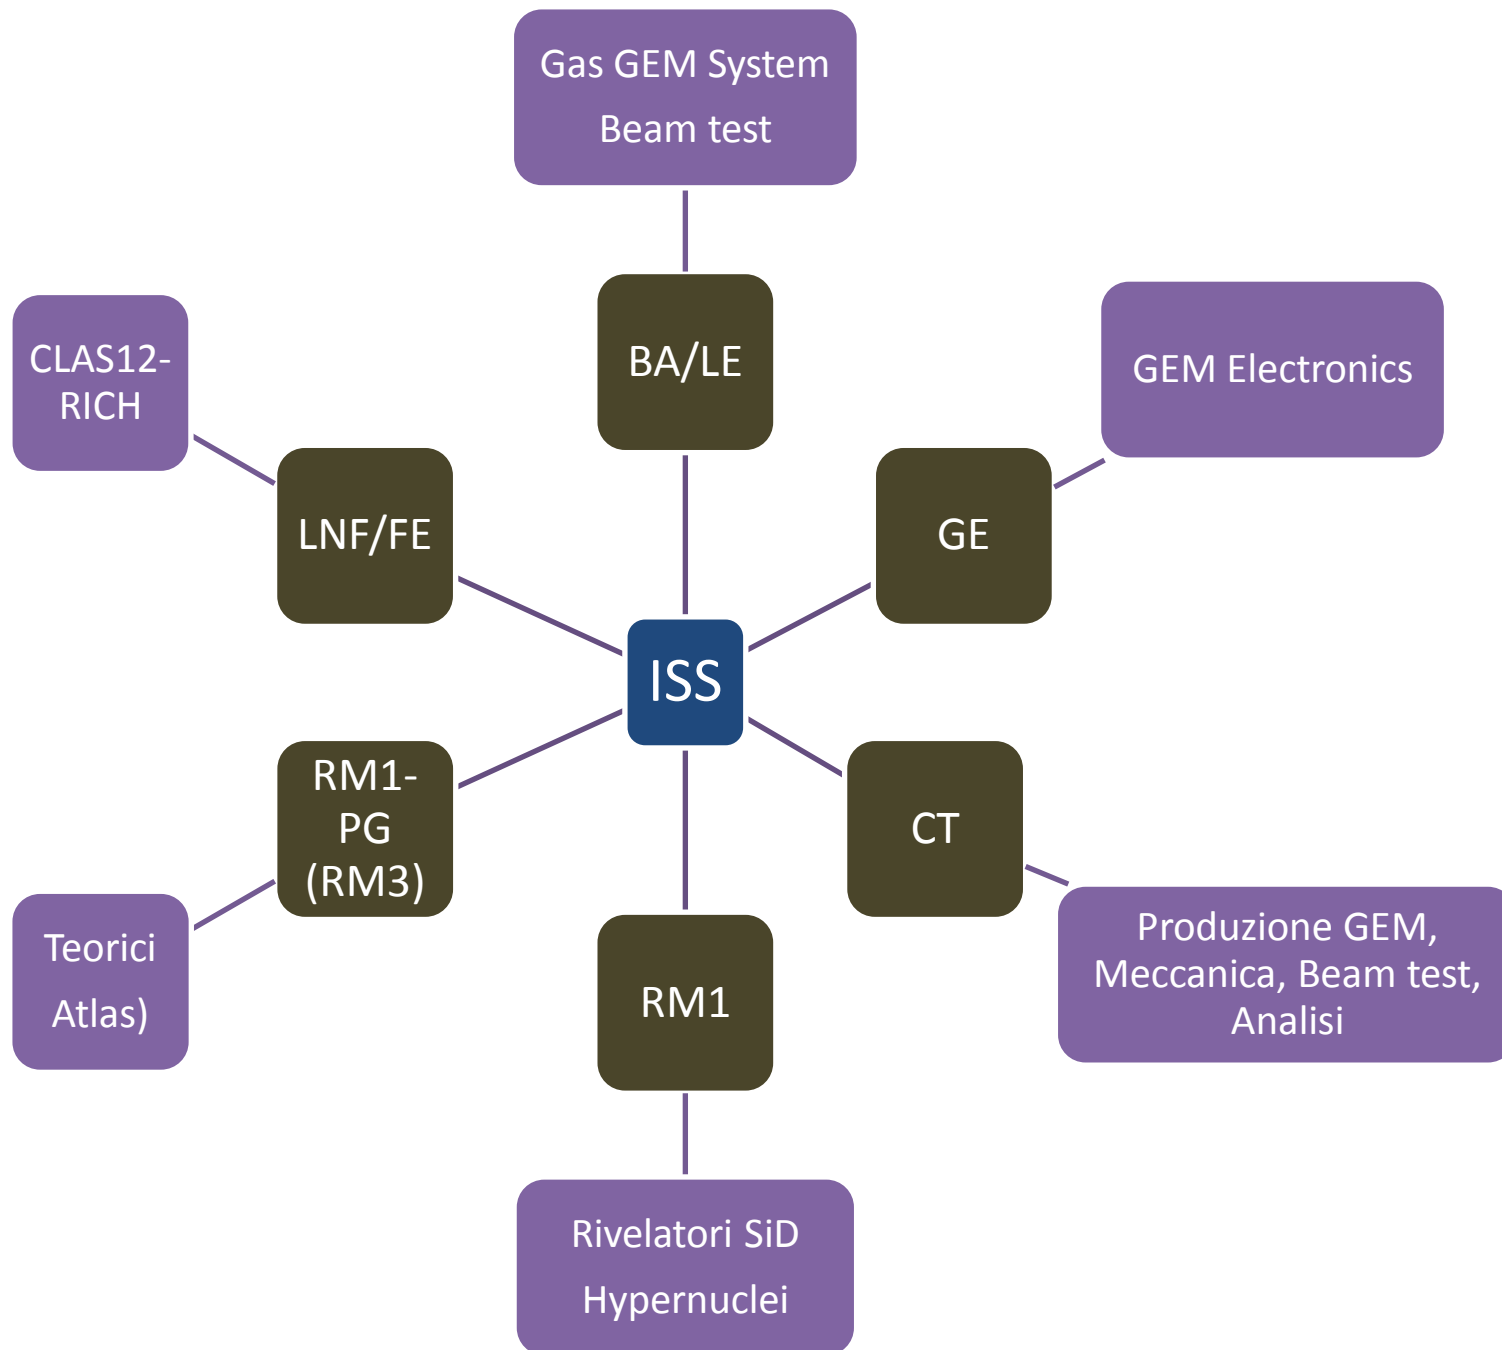 Gas GEM System
Beam test
BA/LE
CLAS12-
RICH
GEM Electronics
LNF/FE
GE
ISS
RM1-
PG
(RM3)
CT
Teorici
Atlas)
RM1
Produzione GEM,
Meccanica, Beam test,
Analisi
Rivelatori SiD
Hypernuclei